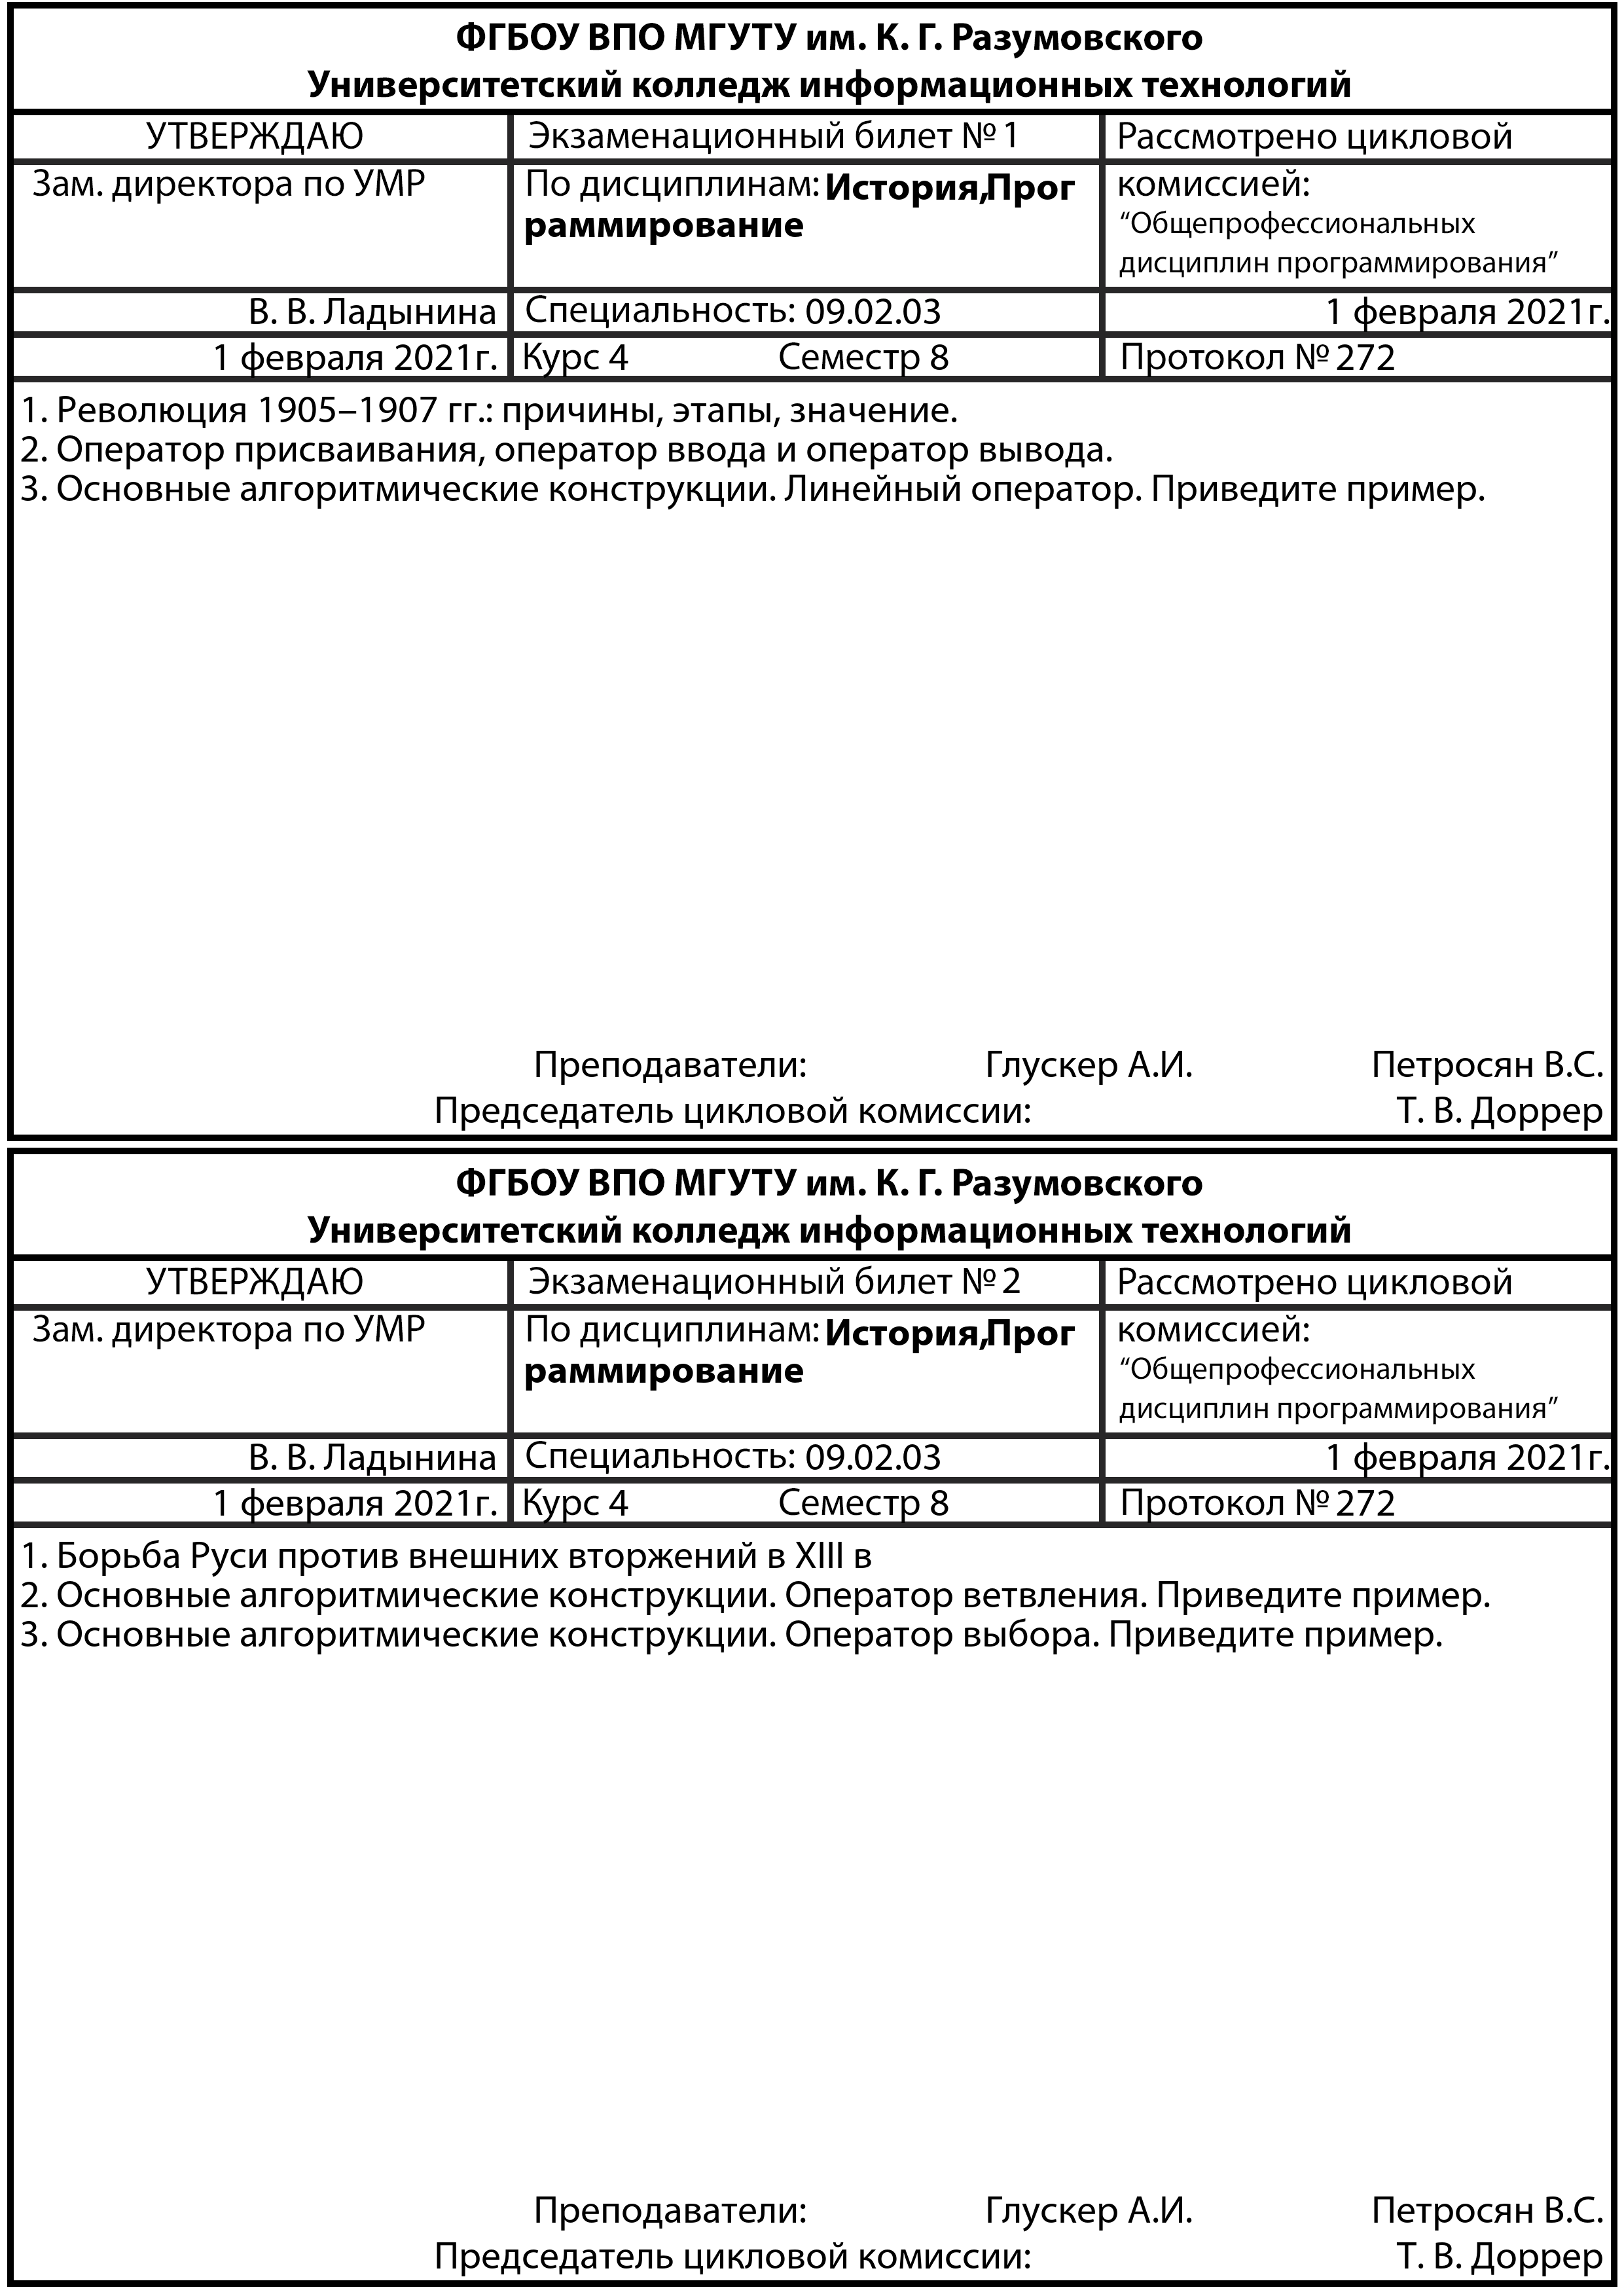 ФГБОУ ВПО МГУТУ им. К. Г. Разумовского
Университетский колледж информационных технологий
УТВЕРЖДАЮ Экзаменационный билет № 1 Рассмотрено цикловой
Зам. директора по УМР По дисциплинам: История,Прог комиссией:
раммирование “Общепрофессиональных
дисциплин программирования”
В. В. Ладынина Специальность: 09.02.03 1 февраля 2021г.
1 февраля 2021г. Курс 4 Семестр 8 Протокол № 272
1. Революция 1905–1907 гг.: причины, этапы, значение.
2. Оператор присваивания, оператор ввода и оператор вывода.
3. Основные алгоритмические конструкции. Линейный оператор. Приведите пример.
Преподаватели: Глускер А.И. Петросян В.С.
Председатель цикловой комиссии: Т. В. Доррер
ФГБОУ ВПО МГУТУ им. К. Г. Разумовского
Университетский колледж информационных технологий
УТВЕРЖДАЮ Экзаменационный билет № 2 Рассмотрено цикловой
Зам. директора по УМР По дисциплинам: История,Прог комиссией:
раммирование “Общепрофессиональных
дисциплин программирования”
В. В. Ладынина Специальность: 09.02.03 1 февраля 2021г.
1 февраля 2021г. Курс 4 Семестр 8 Протокол № 272
1. Борьба Руси против внешних вторжений в XIII в
2. Основные алгоритмические конструкции. Оператор ветвления. Приведите пример.
3. Основные алгоритмические конструкции. Оператор выбора. Приведите пример.
Преподаватели: Глускер А.И. Петросян В.С.
Председатель цикловой комиссии: Т. В. Доррер